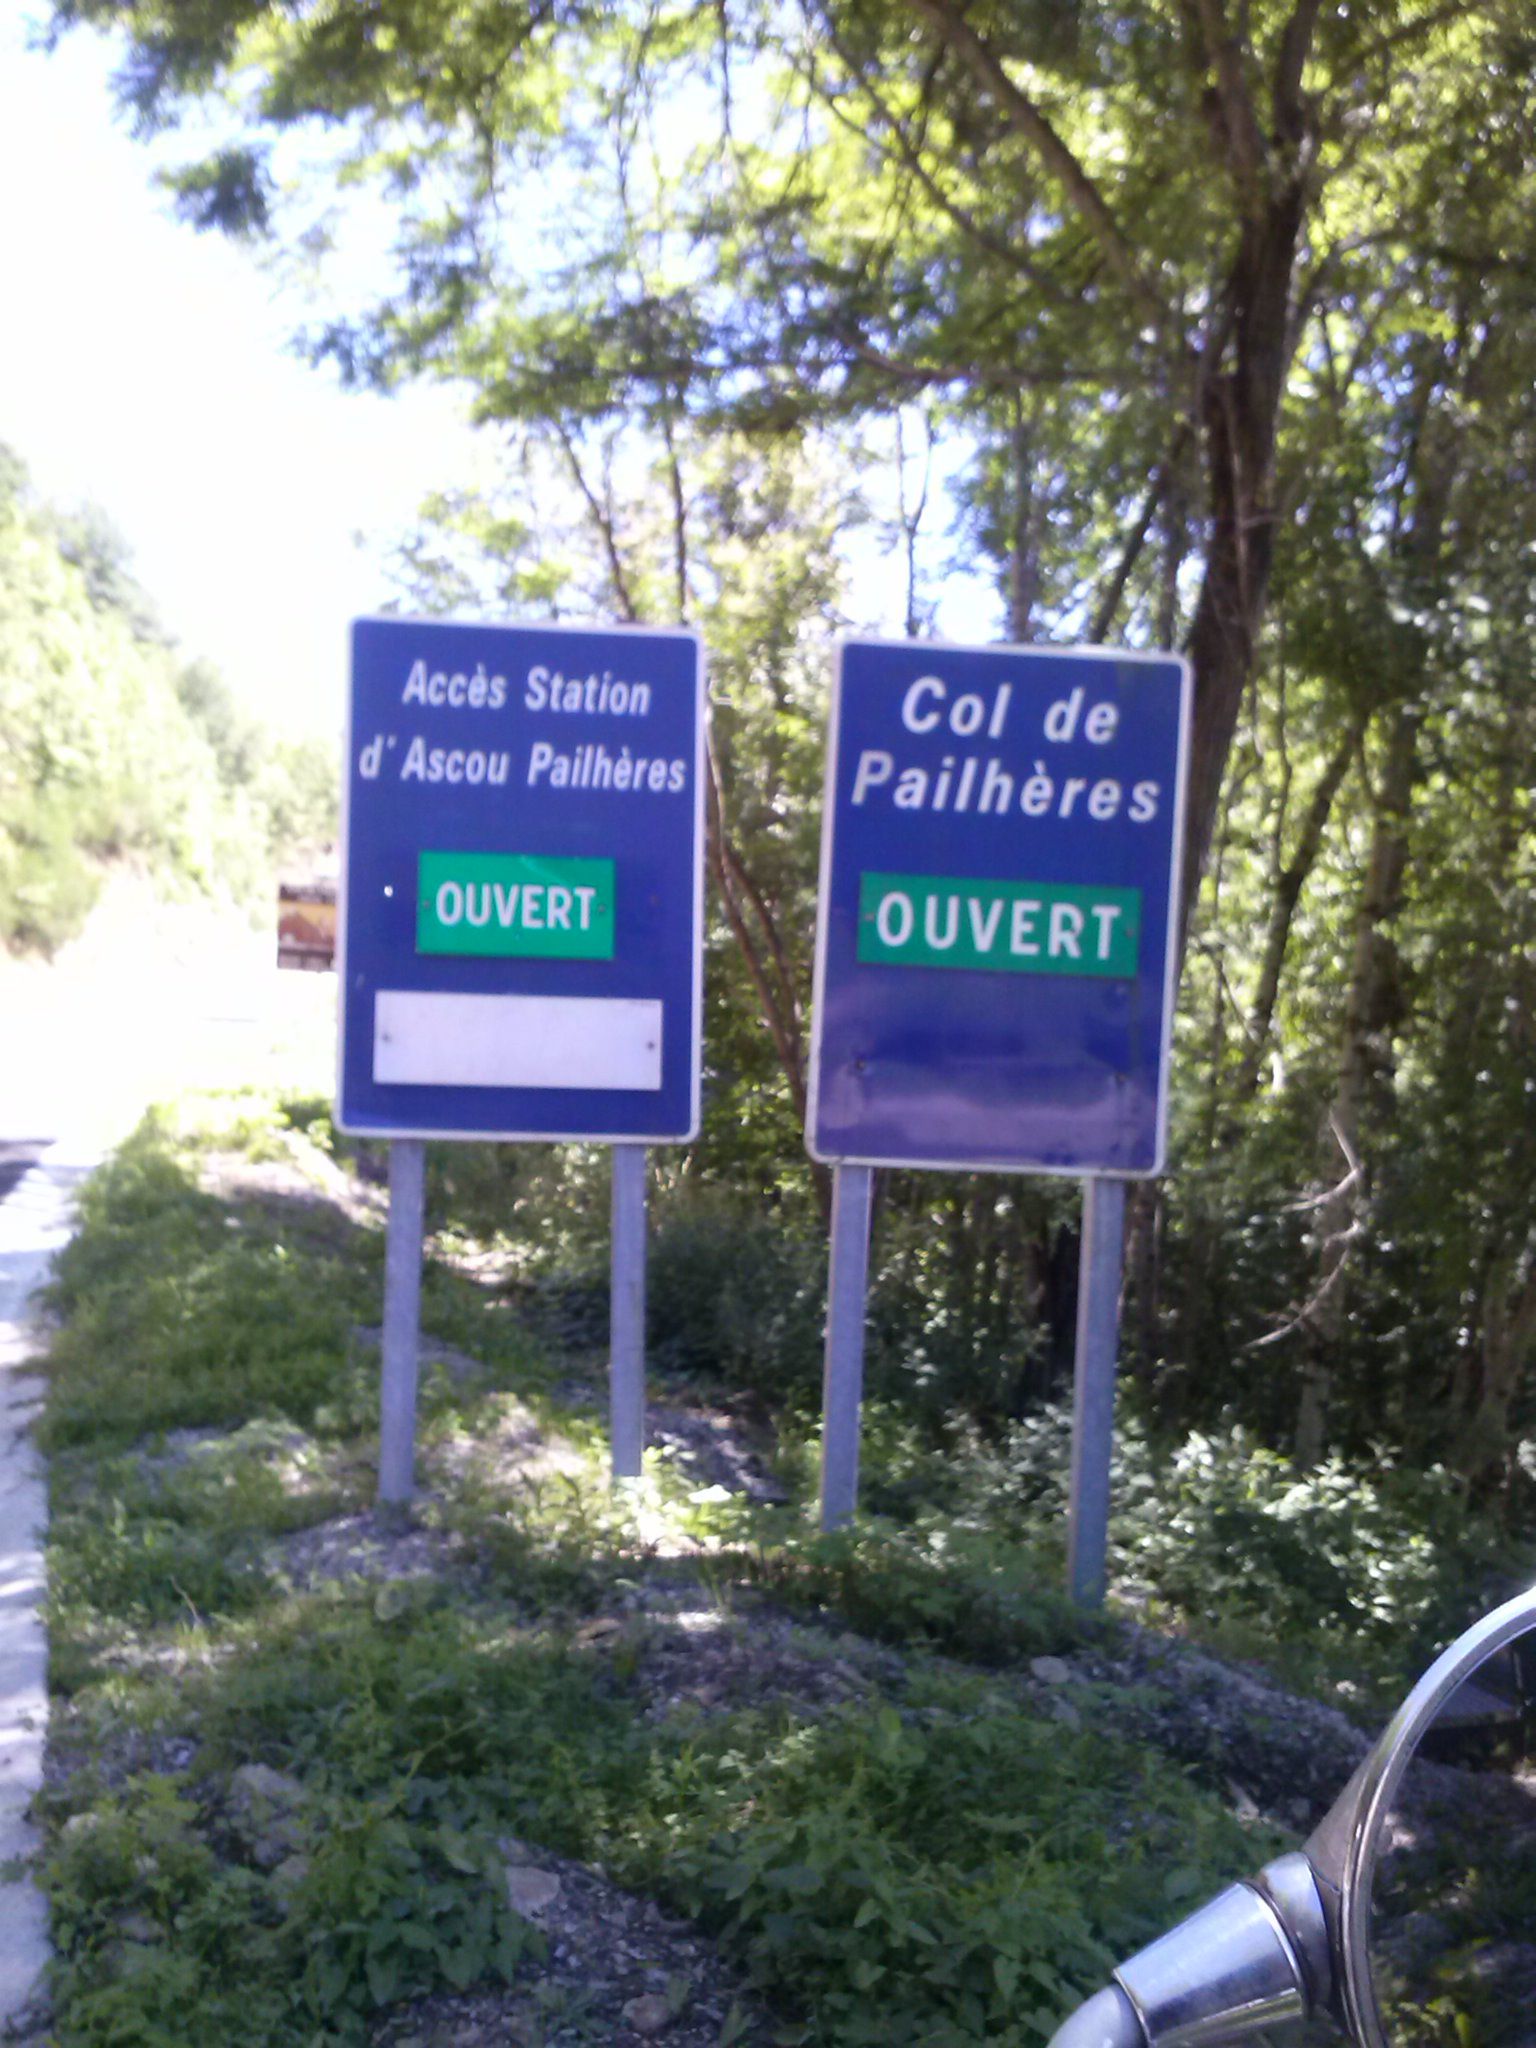 Accès Station
d'Ascou Pailhères
OUVERT
Col de
Pailhères
OUVERT